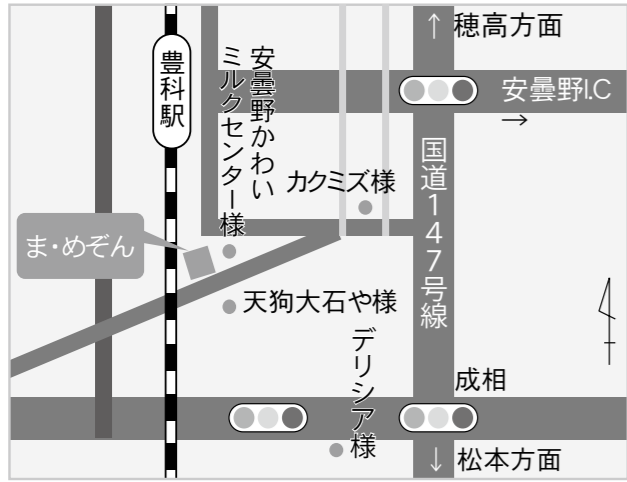 ↑ 穂高方面
豊科駅
安曇野かわい
ミルクセンター様
安曇野I.C
→
国道147号線
カクミズ様
ま・めぞん
天狗大石や様
デリシア様
成相
↓ 松本方面